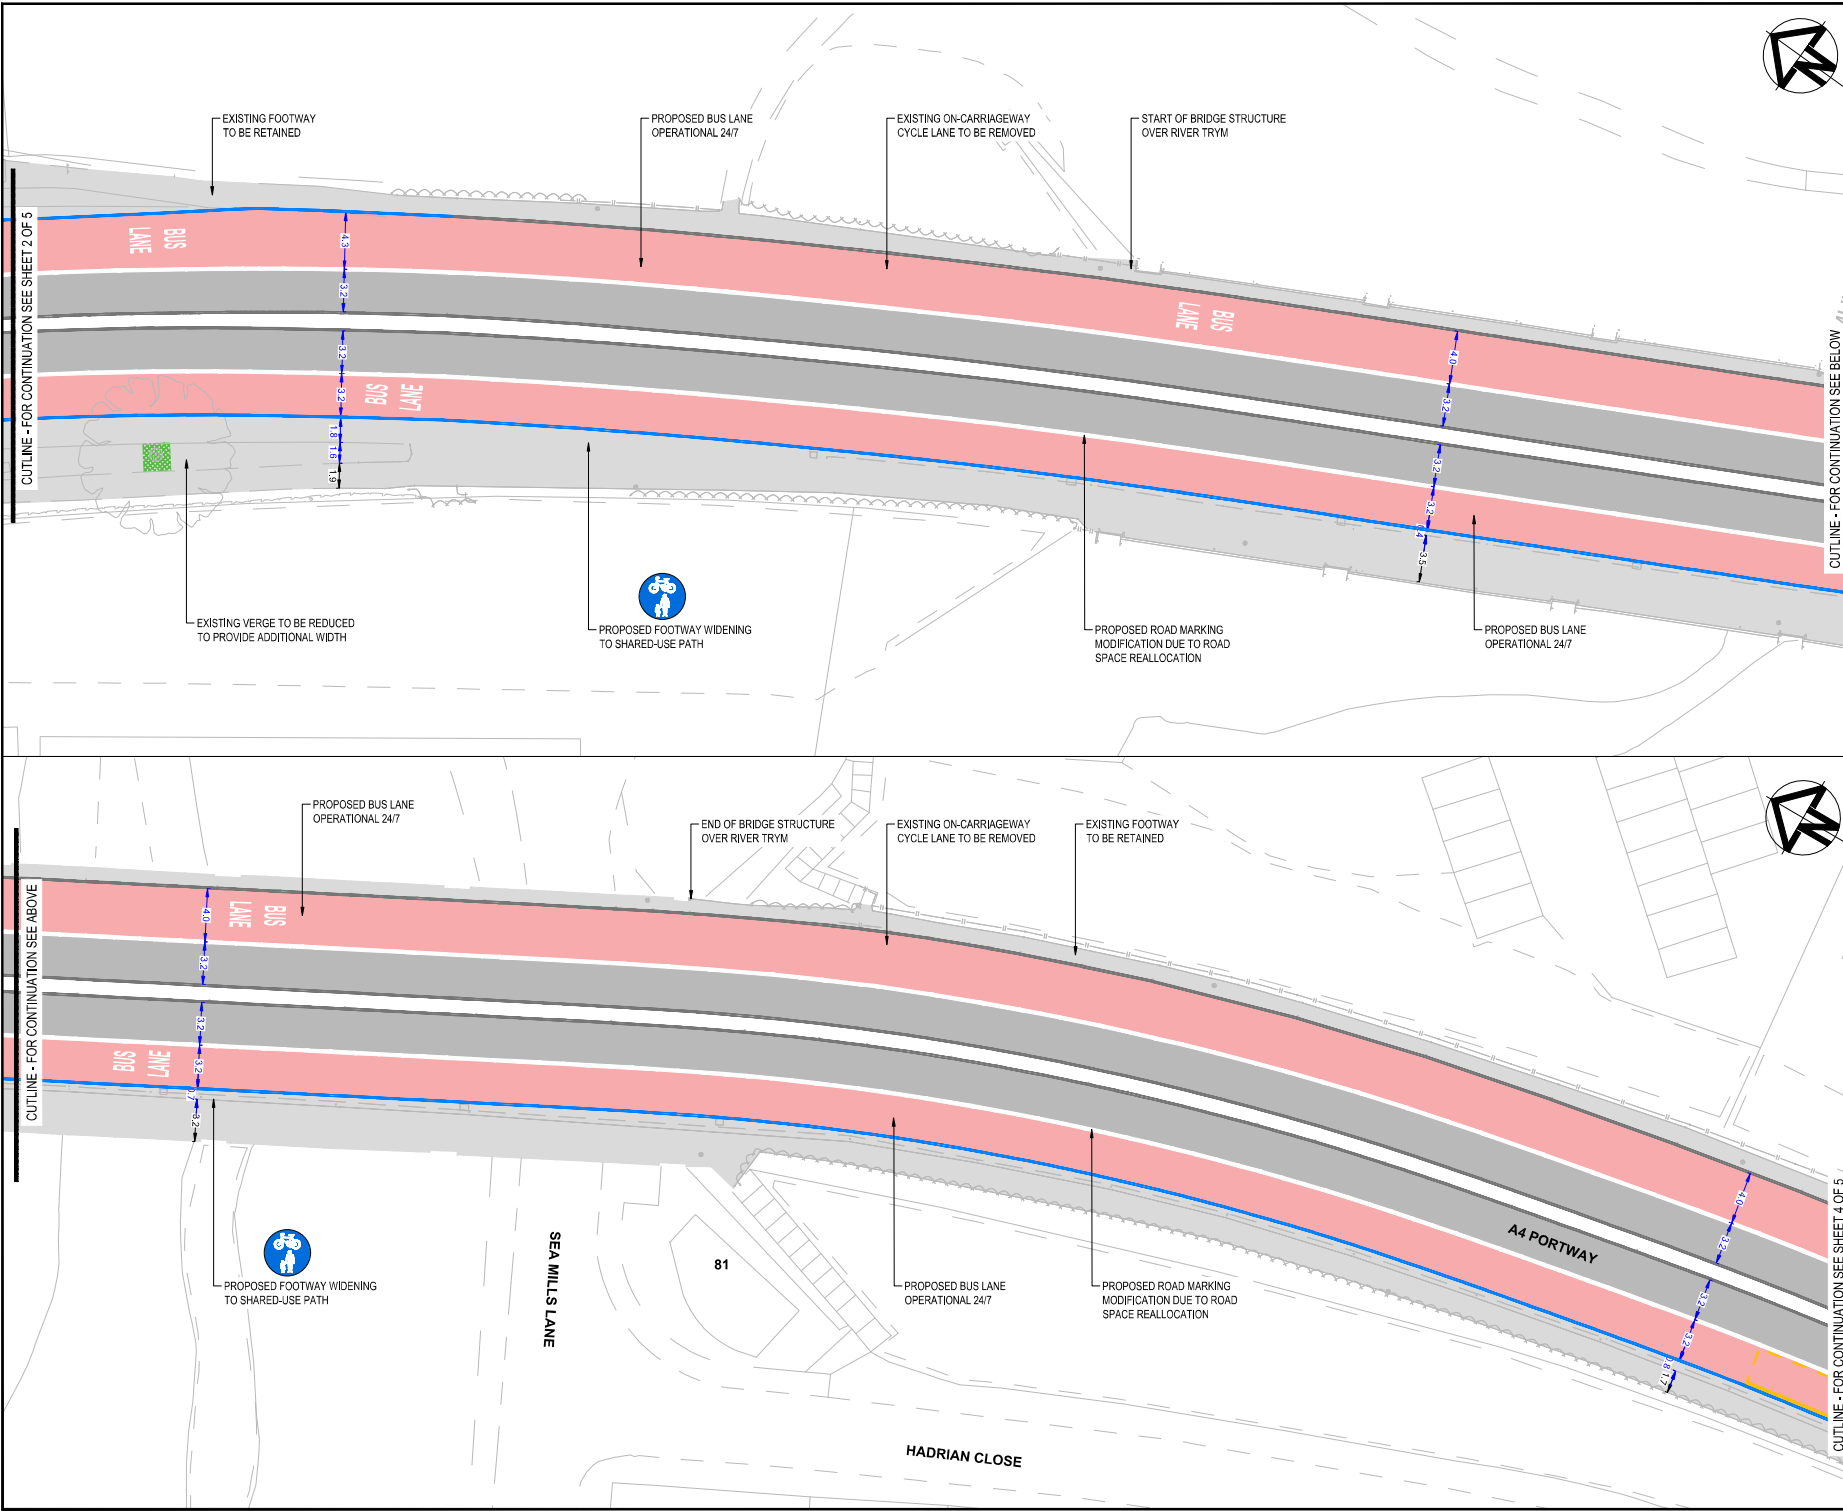 EXISTING FOOTWAY
TO BE RETAINED
PROPOSED BUS LANE
OPERATIONAL 24/7
EXISTING ON-CARRIAGEWAY
CYCLE LANE TO BE REMOVED
START OF BRIDGE STRUCTURE
OVER RIVER TRYM
N
CUTLINE - FOR CONTINUATION SEE SHEET 2 OF 5
BUS
LANE
4.3
3.2
3.2
3.2
1.8
1.6
1.9
BUS
LANE
BUS
LANE
4.0
3.2
3.2
3.2
0.4
3.5
CUTLINE - FOR CONTINUATION SEE BELOW
EXISTING VERGE TO BE REDUCED
TO PROVIDE ADDITIONAL WIDTH
PROPOSED FOOTWAY WIDENING
TO SHARED-USE PATH
PROPOSED ROAD MARKING
MODIFICATION DUE TO ROAD
SPACE REALLOCATION
PROPOSED BUS LANE
OPERATIONAL 24/7
PROPOSED BUS LANE
OPERATIONAL 24/7
END OF BRIDGE STRUCTURE
OVER RIVER TRYM
EXISTING ON-CARRIAGEWAY
CYCLE LANE TO BE REMOVED
EXISTING FOOTWAY
TO BE RETAINED
N
CUTLINE - FOR CONTINUATION SEE ABOVE
4.0
BUS
LANE
3.2
3.2
3.2
0.7
3.2
BUS
LANE
4.0
3.2
3.2
3.2
0.8
1.7
A4 PORTWAY
CUTLINE - FOR CONTINUATION SEE SHEET 4 OF 5
PROPOSED FOOTWAY WIDENING
TO SHARED-USE PATH
SEA MILLS LANE
81
PROPOSED BUS LANE
OPERATIONAL 24/7
PROPOSED ROAD MARKING
MODIFICATION DUE TO ROAD
SPACE REALLOCATION
HADRIAN CLOSE